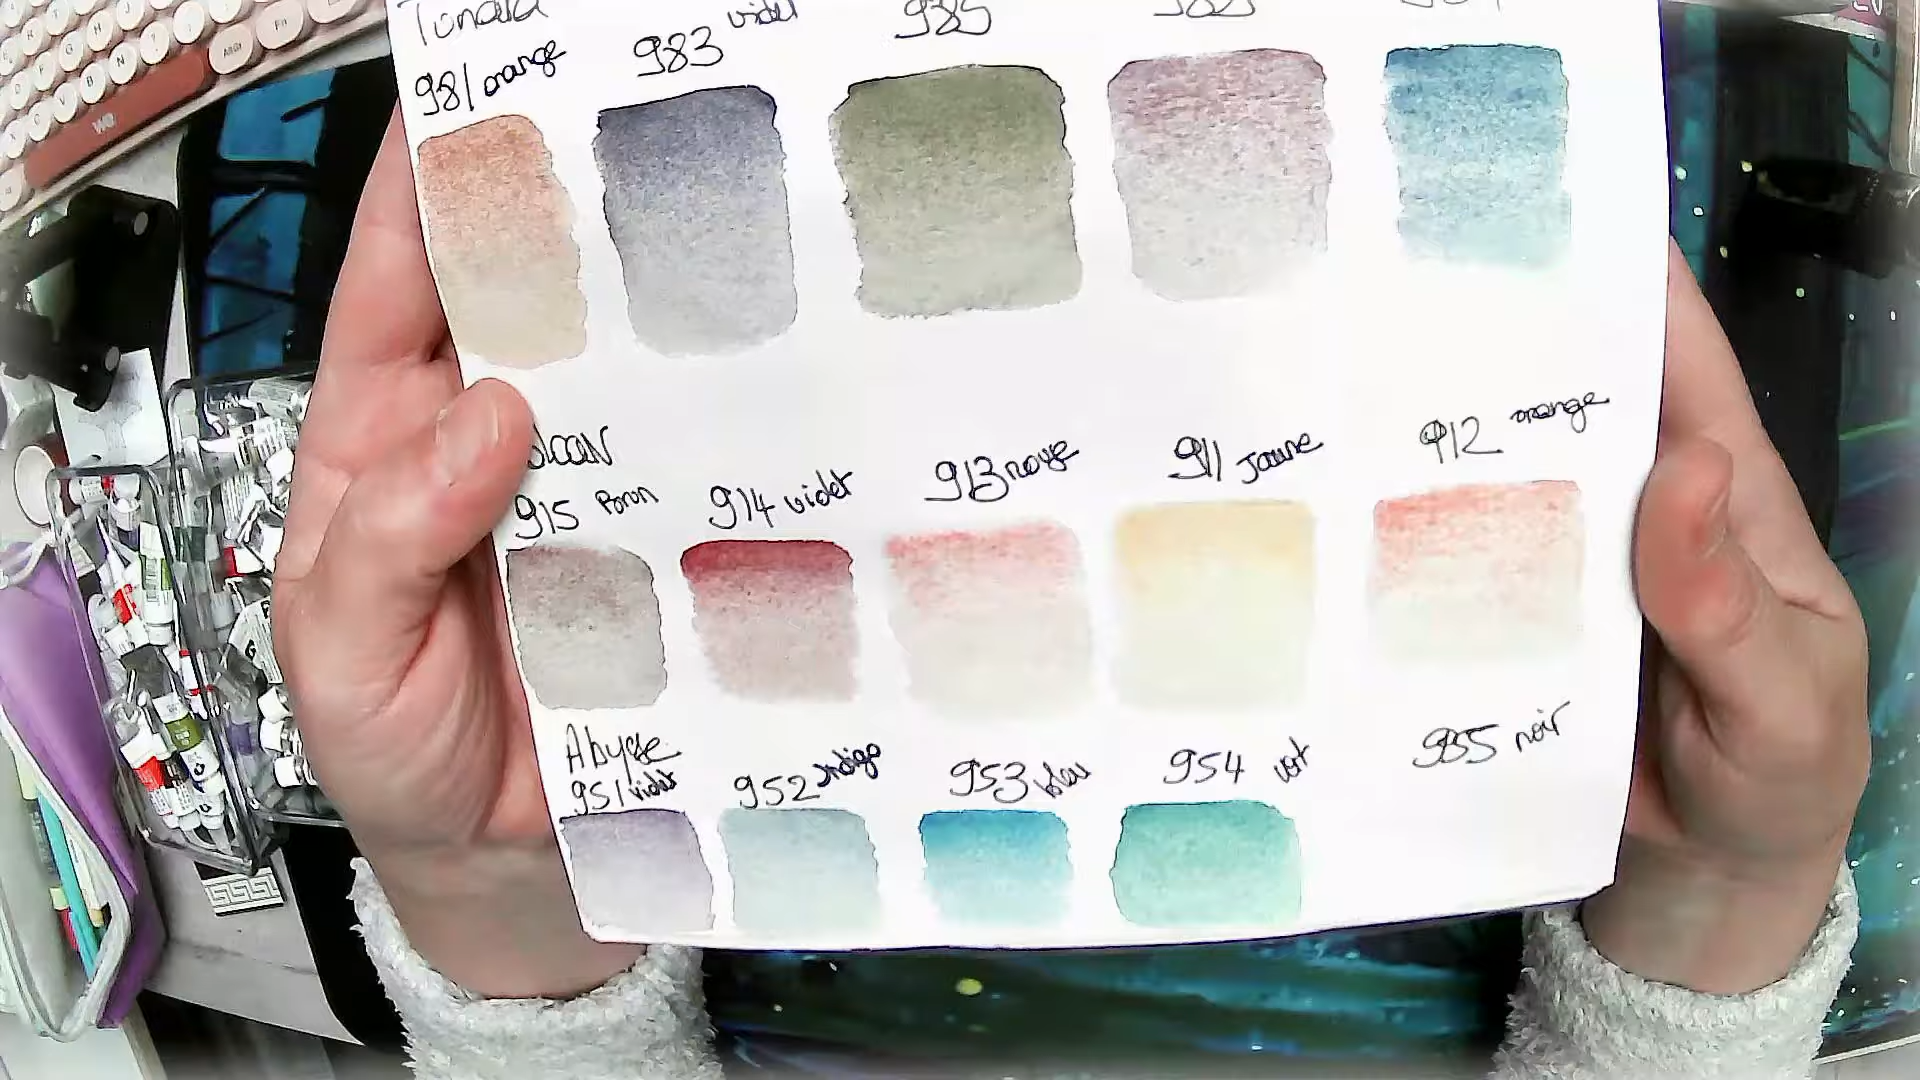 981 orange
983 violet
985
915 Brun
914 violet
913 rouge
911 Jaune
912 orange
Abysse
951 violet
952 Indigo
953 bleu
954 vert
955 noir